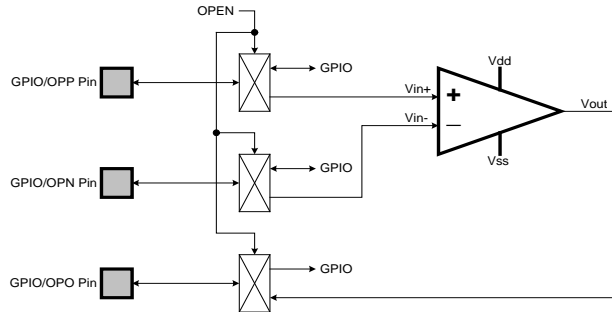 OPEN
GPIO/OPP Pin
GPIO
Vdd
Vin+
+
Vout
Vin-
—
Vss
GPIO/OPN Pin
GPIO
GPIO/OPO Pin
GPIO